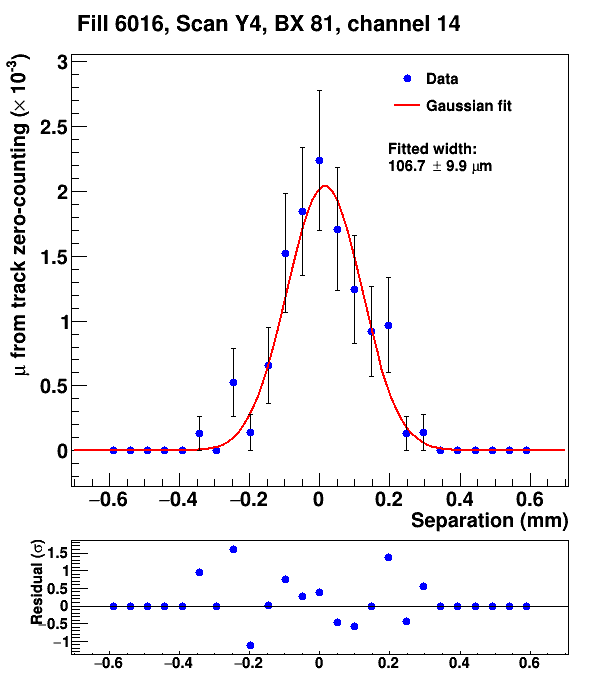 Fill 6016, Scan Y4, BX 81, channel 14
μ from track zero-counting (× 10⁻³)
3
2.5
2
1.5
1
0.5
0
Data
Gaussian fit
Fitted width:
106.7 ± 9.9 μm
−0.6 −0.4 −0.2 0 0.2 0.4 0.6
Separation (mm)
Residual (σ)
1.5
1
0.5
0
−0.5
−1
−0.6 −0.4 −0.2 0 0.2 0.4 0.6